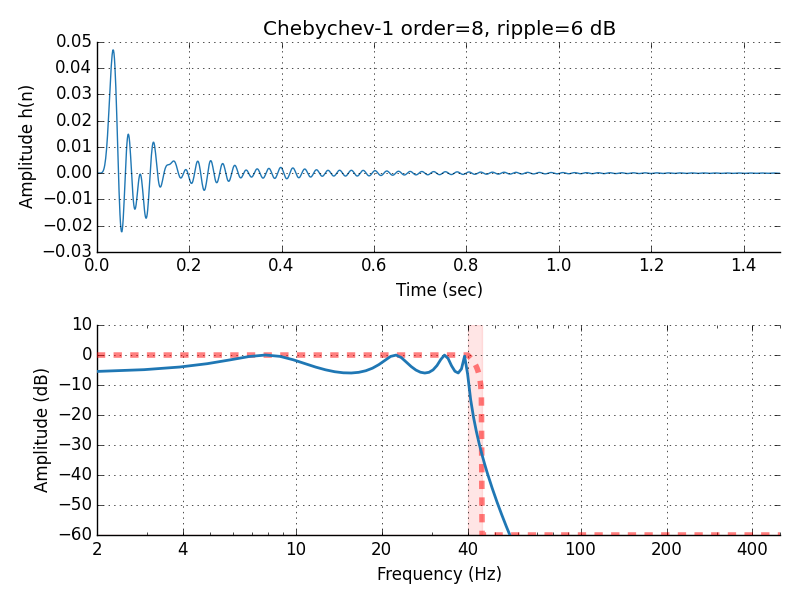 Chebychev-1 order=8, ripple=6 dB
0.05
0.04
0.03
0.02
0.01
0.00
−0.01
−0.02
−0.03
Amplitude h(n)
0.0 0.2 0.4 0.6 0.8 1.0 1.2 1.4
Time (sec)
10
0
−10
−20
−30
−40
−50
−60
Amplitude (dB)
2 4 10 20 40 100 200 400
Frequency (Hz)